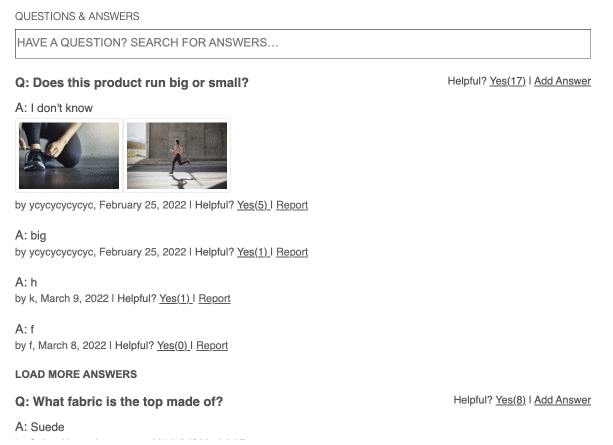 QUESTIONS & ANSWERS
HAVE A QUESTION? SEARCH FOR ANSWERS...
Q: Does this product run big or small?
Helpful? Yes(17) | Add Answer
A: I don't know
by ycycycycycyc, February 25, 2022 | Helpful? Yes(5) | Report
A: big
by ycycycycycyc, February 25, 2022 | Helpful? Yes(1) | Report
A: h
by k, March 9, 2022 | Helpful? Yes(1) | Report
A: f
by f, March 8, 2022 | Helpful? Yes(0) | Report
LOAD MORE ANSWERS
Q: What fabric is the top made of?
Helpful? Yes(8) | Add Answer
A: Suede